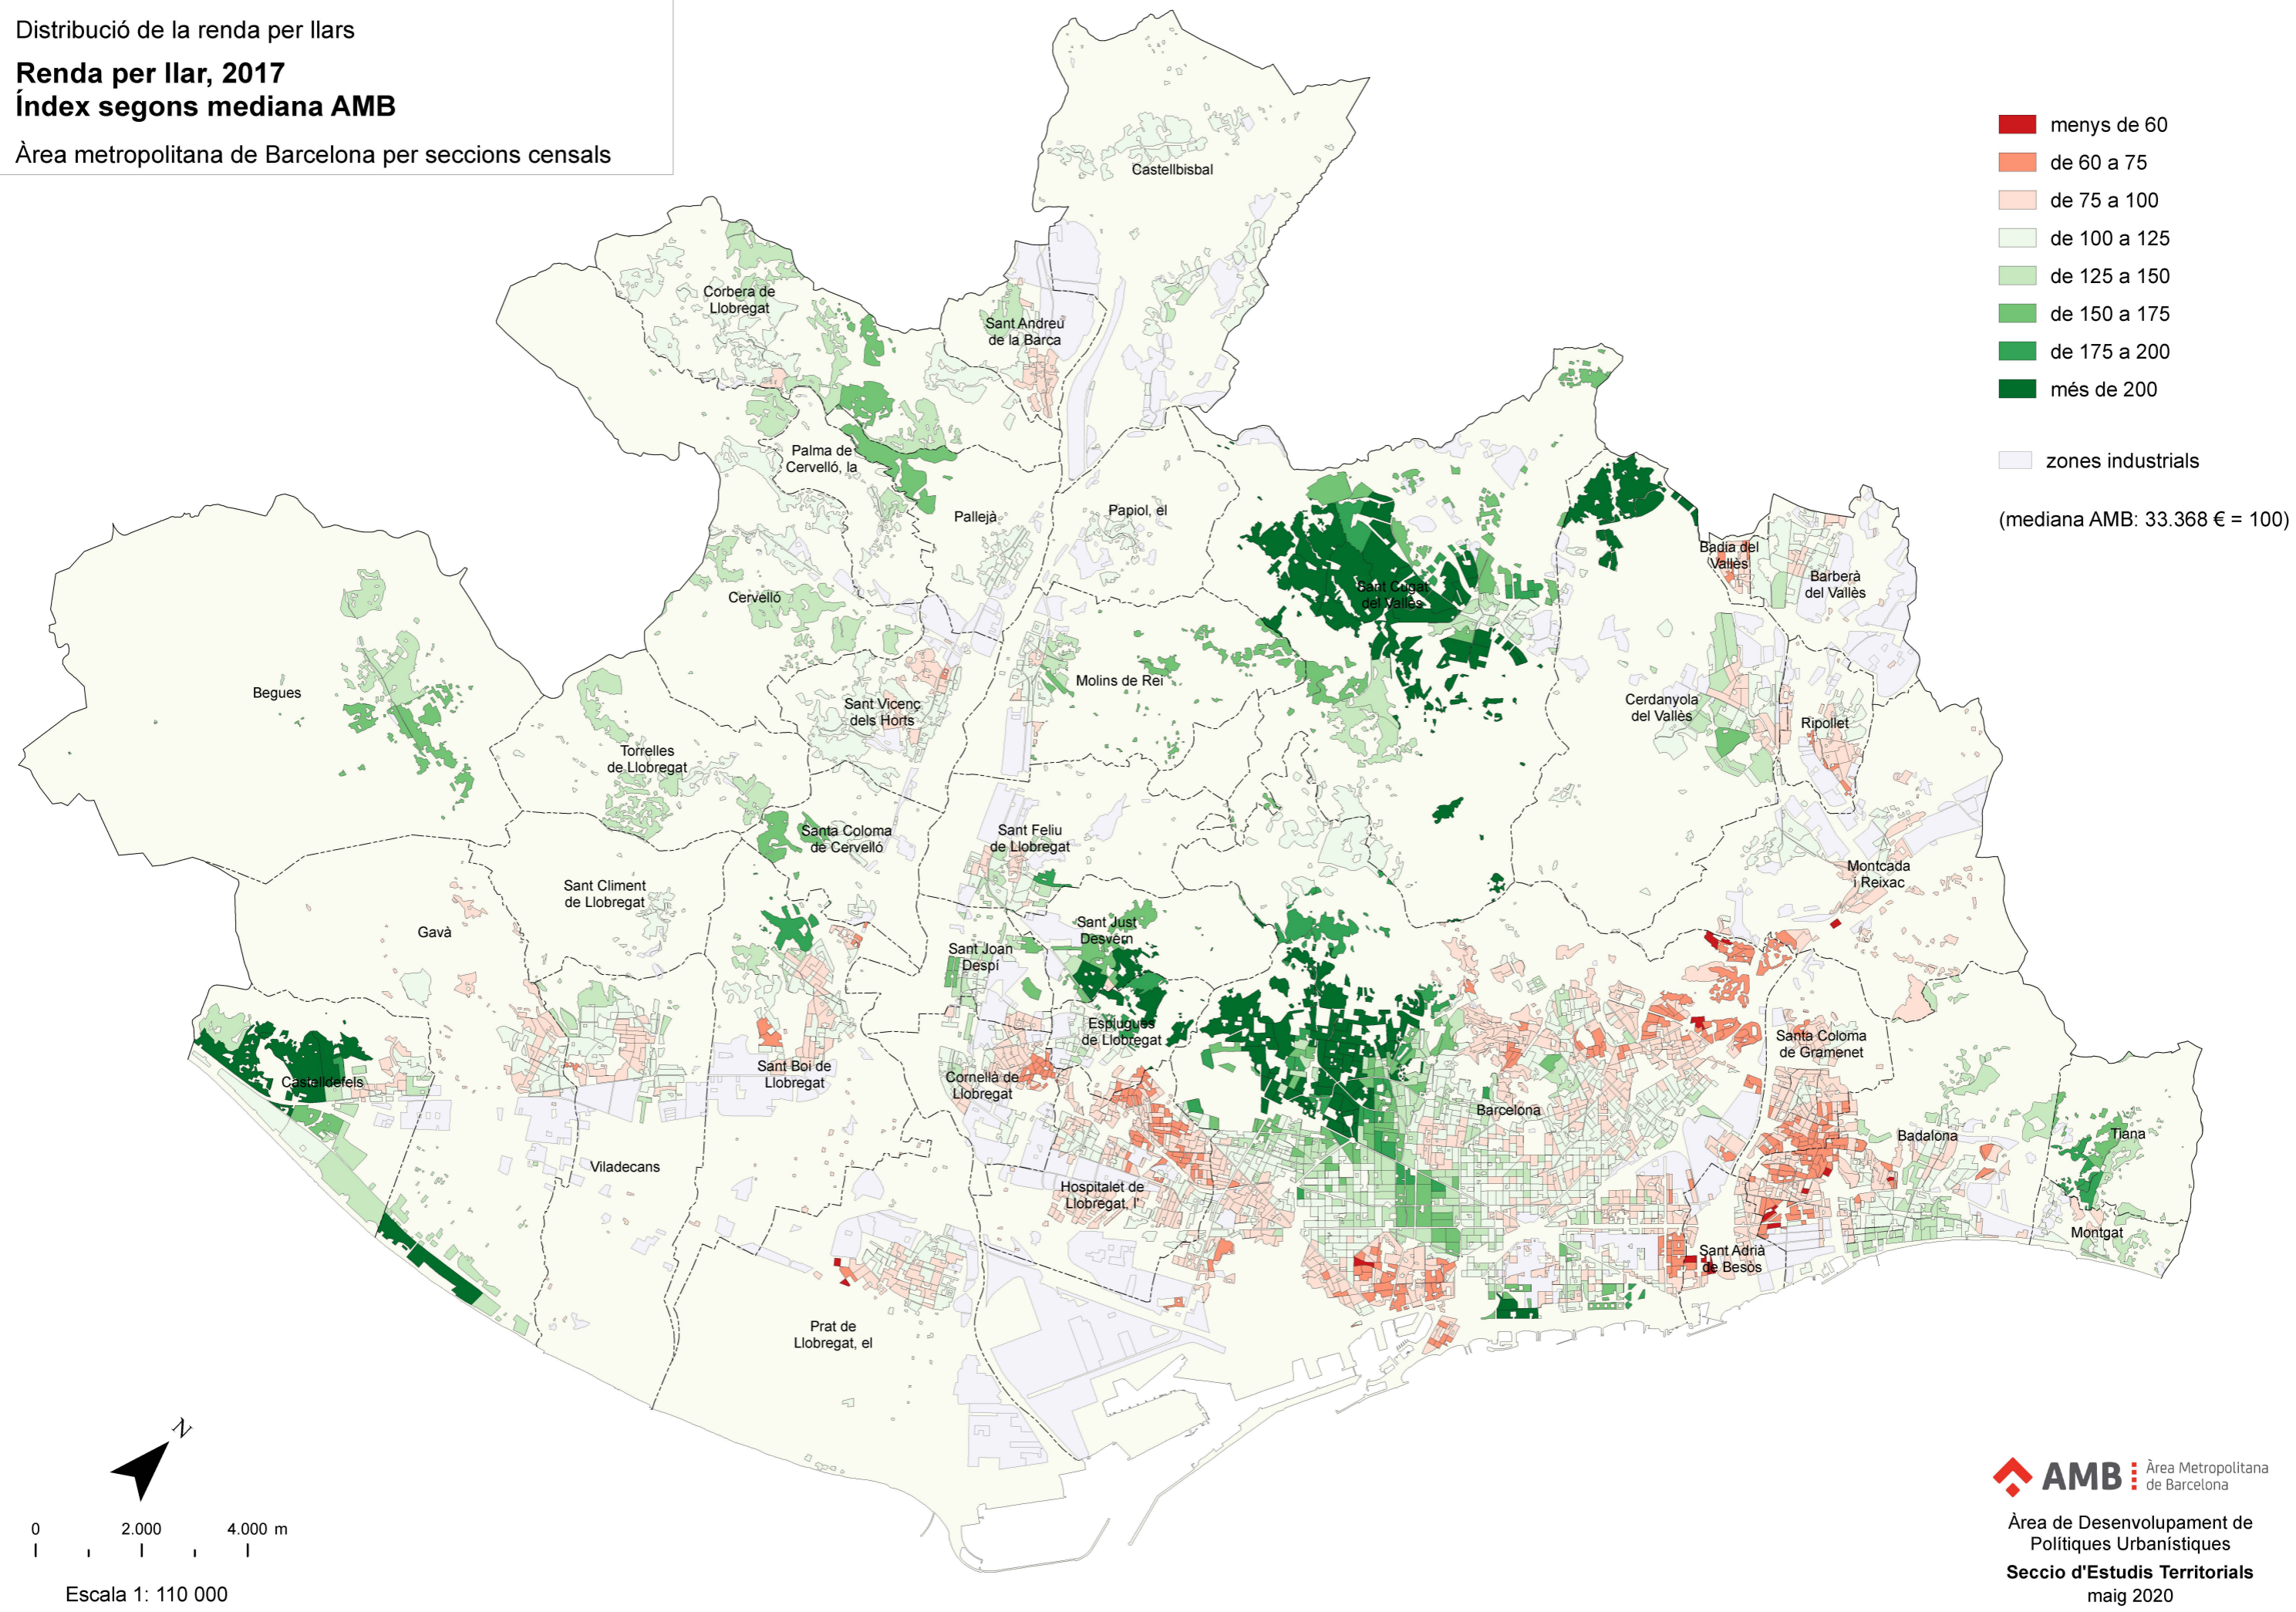 Distribució de la renda per llars
Renda per llar, 2017
Índex segons mediana AMB
Àrea metropolitana de Barcelona per seccions censals
menys de 60
de 60 a 75
de 75 a 100
de 100 a 125
de 125 a 150
de 150 a 175
de 175 a 200
més de 200
zones industrials
(mediana AMB: 33.368 € = 100)
Castellbisbal
Corbera de
Llobregat
Sant Andreu
de la Barca
Palma de
Cervelló, la
Pallejà
Papiol, el
Sant Cugat
del Vallès
Badia del
Vallès
Barberà
del Vallès
Cervelló
Begues
Molins de Rei
Sant Vicenç
dels Horts
Cerdanyola
del Vallès
Ripollet
Torrelles
de Llobregat
Santa Coloma
de Cervelló
Sant Feliu
de Llobregat
Montcada
i Reixac
Sant Climent
de Llobregat
Gavà
Sant Just
Desvern
Sant Joan
Despí
Esplugues
de Llobregat
Santa Coloma
de Gramenet
Castelldefels
Sant Boi de
Llobregat
Cornellà de
Llobregat
Barcelona
Badalona
Tiana
Viladecans
Hospitalet de
Llobregat, l'
Montgat
Sant Adrià
de Besòs
Prat de
Llobregat, el
N
0 2.000 4.000 m
Escala 1: 110 000
AMB Àrea Metropolitana
de Barcelona
Àrea de Desenvolupament de
Polítiques Urbanístiques
Seccio d'Estudis Territorials
maig 2020